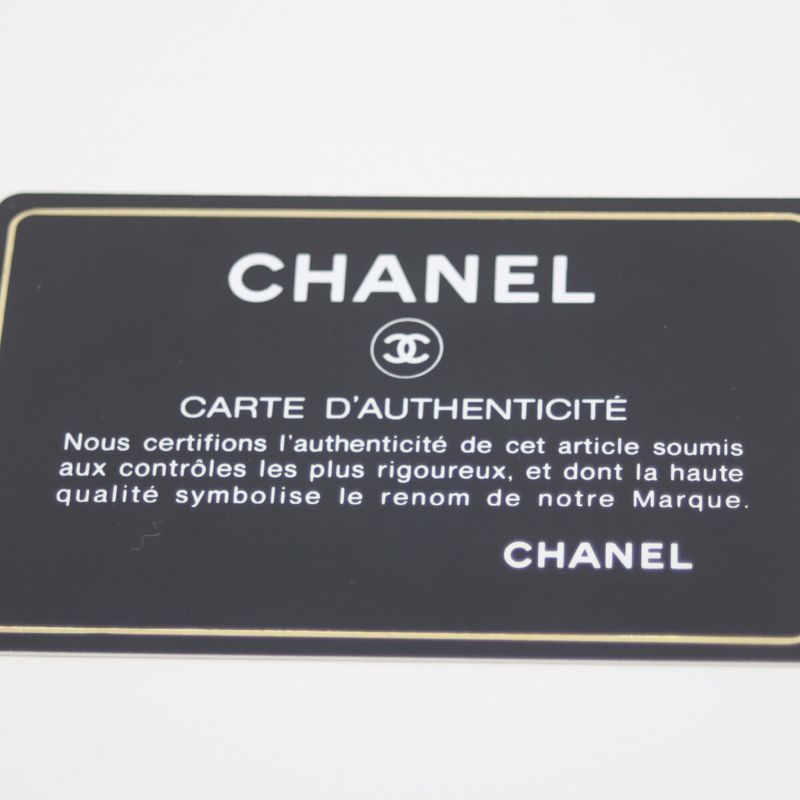 CHANEL
CARTE D'AUTHENTICITÉ
Nous certifions l'authenticité de cet article soumis
aux contrôles les plus rigoureux, et dont la haute
qualité symbolise le renom de notre Marque.
CHANEL